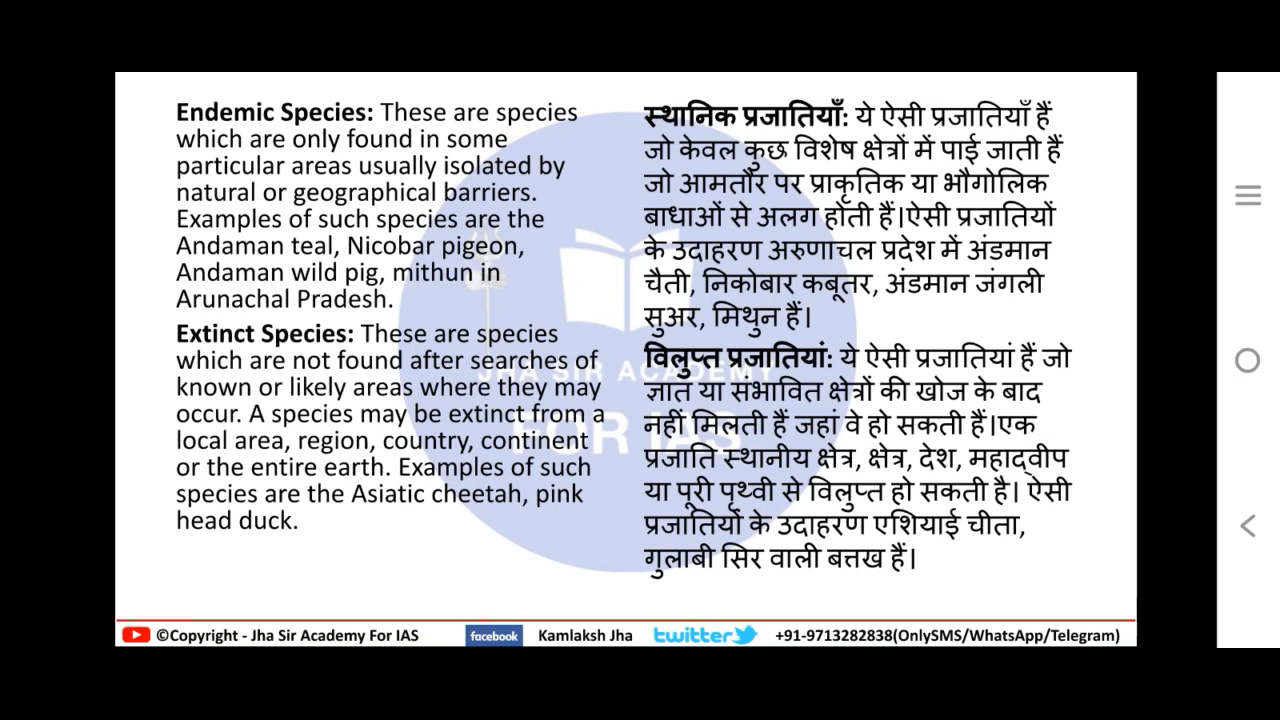 Endemic Species: These are species
which are only found in some
particular areas usually isolated by
natural or geographical barriers.
Examples of such species are the
Andaman teal, Nicobar pigeon,
Andaman wild pig, mithun in
Arunachal Pradesh.
Extinct Species: These are species
which are not found after searches of
known or likely areas where they may
occur. A species may be extinct from a
local area, region, country, continent
or the entire earth. Examples of such
species are the Asiatic cheetah, pink
head duck.
स्थानिक प्रजातियाँ: ये ऐसी प्रजातियाँ हैं
जो केवल कुछ विशेष क्षेत्रों में पाई जाती हैं
जो आमतौर पर प्राकृतिक या भौगोलिक
बाधाओं से अलग होती हैं।ऐसी प्रजातियों
के उदाहरण अरुणाचल प्रदेश में अंडमान
चैती, निकोबार कबूतर, अंडमान जंगली
सुअर, मिथुन हैं।
विलुप्त प्रजातियां: ये ऐसी प्रजातियां हैं जो
ज्ञात या संभावित क्षेत्रों की खोज के बाद
नहीं मिलती हैं जहां वे हो सकती हैं।एक
प्रजाति स्थानीय क्षेत्र, क्षेत्र, देश, महाद्वीप
या पूरी पृथ्वी से विलुप्त हो सकती है। ऐसी
प्रजातियों के उदाहरण एशियाई चीता,
गुलाबी सिर वाली बत्तख हैं।
JHA SIR ACADEMY
FOR IAS
©Copyright - Jha Sir Academy For IAS facebook Kamlaksh Jha twitter +91-9713282838(OnlySMS/WhatsApp/Telegram)